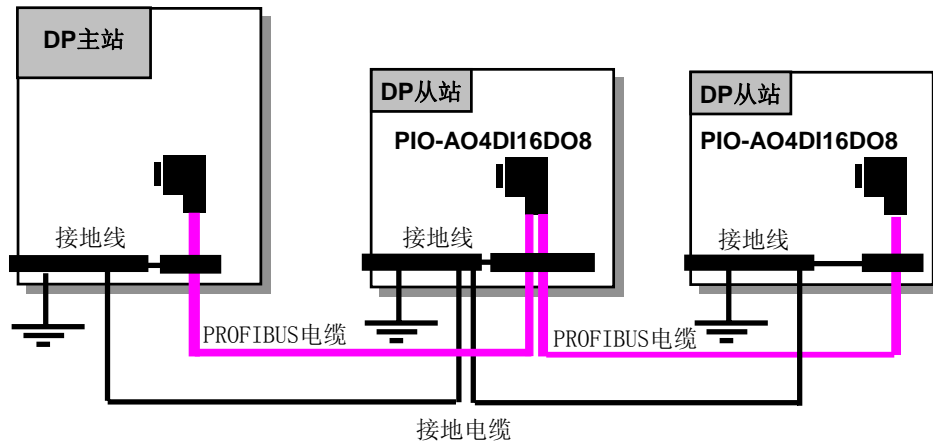 DP主站
DP从站
PIO-AO4DI16DO8
DP从站
PIO-AO4DI16DO8
接地线
接地线
接地线
PROFIBUS电缆
PROFIBUS电缆
接地电缆